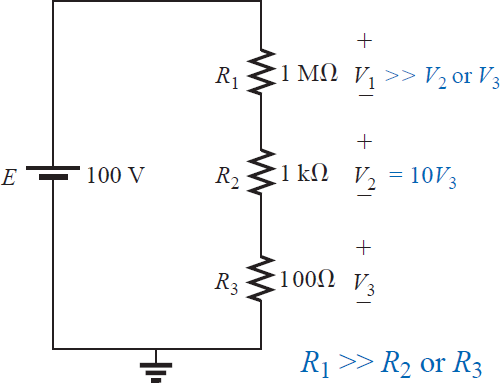 +
R₁ 1 MΩ V₁ >> V₂ or V₃
−
+
E 100 V R₂ 1 kΩ V₂ = 10V₃
−
+
R₃ 100Ω V₃
−
R₁ >> R₂ or R₃